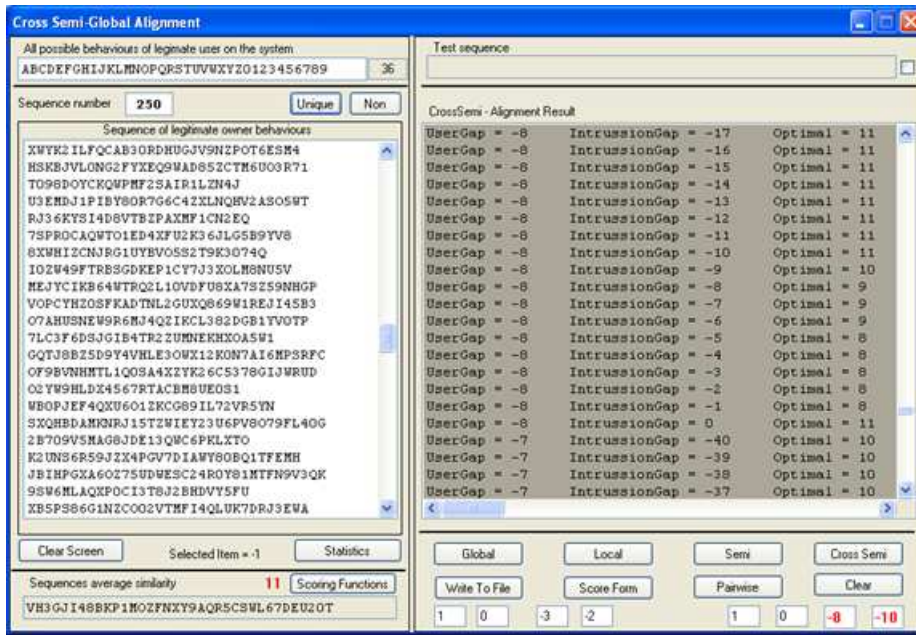 Cross Semi-Global Alignment
All possible behaviours of legimate user on the system
ABCDEFGHIJKLMNOPQRSTUVWXYZ0123456789 36
Sequence number 250 Unique Non
Sequence of legitimate owner behaviours
XWYK2ILFQCAB3ORDHUGJV9NZPOT6ESM4
HSKBJVLONG2FYXEQ9WAD85ZCTM6UO3R71
TO98DOYCKQWPMF2SAIR1LZN4J
U3EMDJ1PIBY8OR7G6C4ZXLNQHV2ASO5WT
RJ36KYSI4D8VTBZPAXMF1CN2EQ
7SPROCAQWTO1ED4XFU2K36JLG5B9YV8
8XWHIZCNJRG1UYBVO5S2T9K3O74Q
IOZW49FTRBSGDKEP1CY7J3XOLM8NU5V
MEJYCIKB64WTRQ2L1OVDFU8XA7SZ59NHGP
VOPCYHZOSFKADTNL2GUXQ869W1REJI45B3
O7AHUSNEW9R6MJ4QZIKCL382DGB1YVOTP
7LC3F6DSJGIB4TR2ZUMNEKHXOA5W1
GQTJ8BZ5D9Y4VHLE3OWX12KON7AI6MPSRFC
OF9BVNHMTL1QOSA4XZYK26C5378GIJWRUD
O2YW9HLDX4567RTACBM8UEOS1
WBOPJEF4QXU6O1ZKCG89IL72VR5YN
SXQHBDAMKNRJ15TZWIEY23U6PV8O79FL4OG
2B7O9VSMAG8JDE13QWC6PKLXTO
K2UNS6R59JZX4PGV7DIAWY8OBQ1TFEMH
JBIHPGXA6OZ75UDWESC24ROY81MTFN9V3QK
9SW6MLAQXPOCI3T8J2BHDVY5FU
XB5PS86G1NZCOO2VTMFI4QLUK7DRJ3EWA
Clear Screen Selected Item = -1 Statistics
Sequences average similarity 11 Scoring Functions
VH3GJI48BKP1MOZFNXY9AQR5CSWL67DEU2OT
Test sequence
CrossSemi - Alignment Result
UserGap = -8 IntrussionGap = -17 Optimal = 11
UserGap = -8 IntrussionGap = -16 Optimal = 11
UserGap = -8 IntrussionGap = -15 Optimal = 11
UserGap = -8 IntrussionGap = -14 Optimal = 11
UserGap = -8 IntrussionGap = -13 Optimal = 11
UserGap = -8 IntrussionGap = -12 Optimal = 11
UserGap = -8 IntrussionGap = -11 Optimal = 11
UserGap = -8 IntrussionGap = -10 Optimal = 11
UserGap = -8 IntrussionGap = -9 Optimal = 10
UserGap = -8 IntrussionGap = -8 Optimal = 9
UserGap = -8 IntrussionGap = -7 Optimal = 9
UserGap = -8 IntrussionGap = -6 Optimal = 9
UserGap = -8 IntrussionGap = -5 Optimal = 8
UserGap = -8 IntrussionGap = -4 Optimal = 8
UserGap = -8 IntrussionGap = -3 Optimal = 8
UserGap = -8 IntrussionGap = -2 Optimal = 8
UserGap = -8 IntrussionGap = -1 Optimal = 8
UserGap = -8 IntrussionGap = 0 Optimal = 11
UserGap = -7 IntrussionGap = -40 Optimal = 10
UserGap = -7 IntrussionGap = -39 Optimal = 10
UserGap = -7 IntrussionGap = -38 Optimal = 10
UserGap = -7 IntrussionGap = -37 Optimal = 10
Global Local Semi Cross Semi
Write To File Score Form Pairwise Clear
1 0 -3 -2 1 0 -8 -10